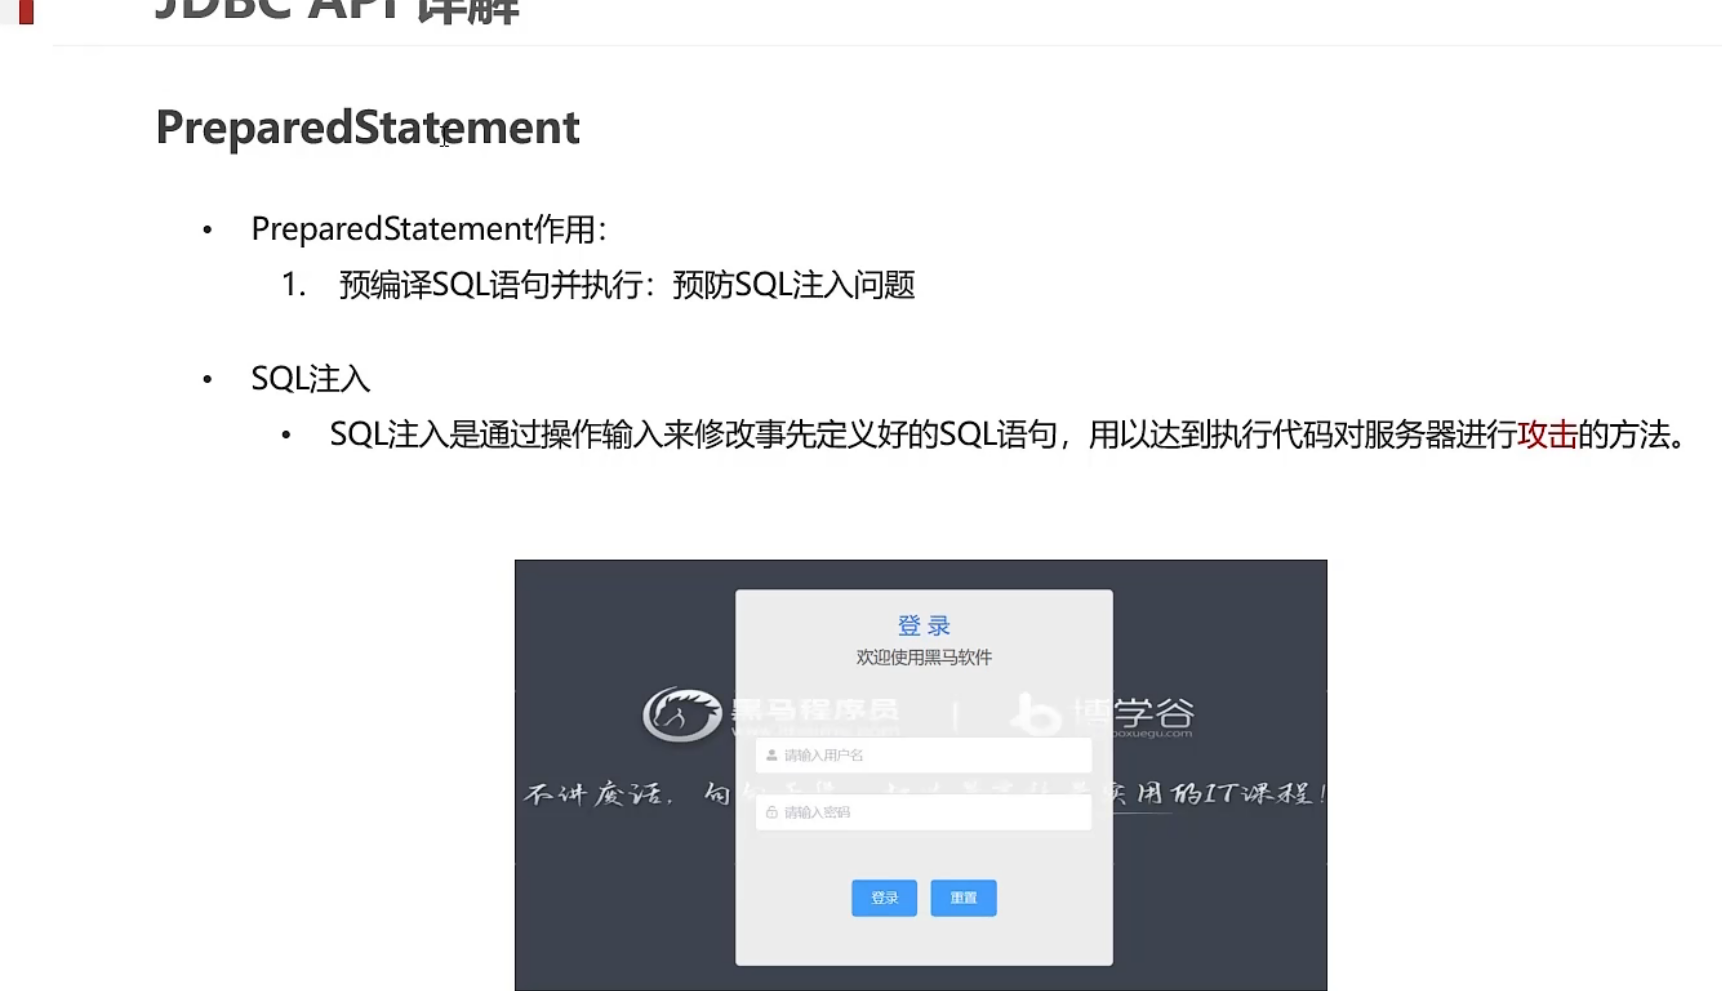 JDBC API 详解
PreparedStatement
• PreparedStatement作用：
1. 预编译SQL语句并执行：预防SQL注入问题
• SQL注入
• SQL注入是通过操作输入来修改事先定义好的SQL语句，用以达到执行代码对服务器进行攻击的方法。
登 录
欢迎使用黑马软件
黑马程序员 | 博学谷
boxuegu.com
请输入用户名
不讲废话，句 实用的IT课程！
请输入密码
登录 重置